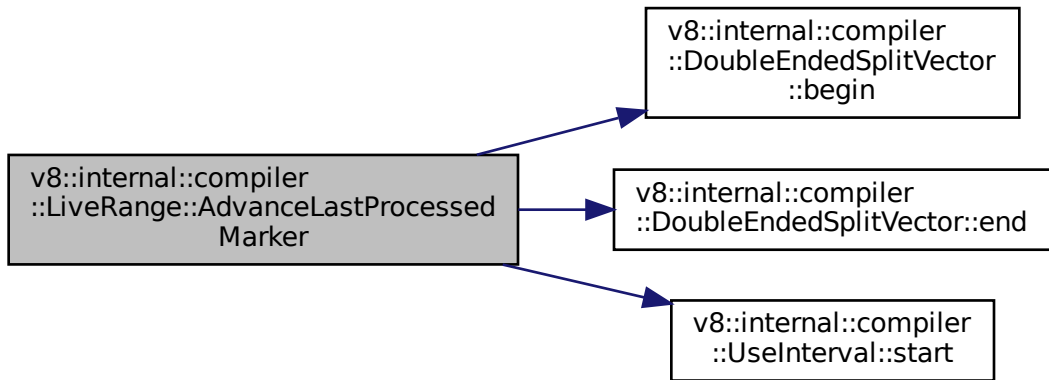 v8::internal::compiler
::LiveRange::AdvanceLastProcessed
Marker
v8::internal::compiler
::DoubleEndedSplitVector
::begin
v8::internal::compiler
::DoubleEndedSplitVector::end
v8::internal::compiler
::UseInterval::start